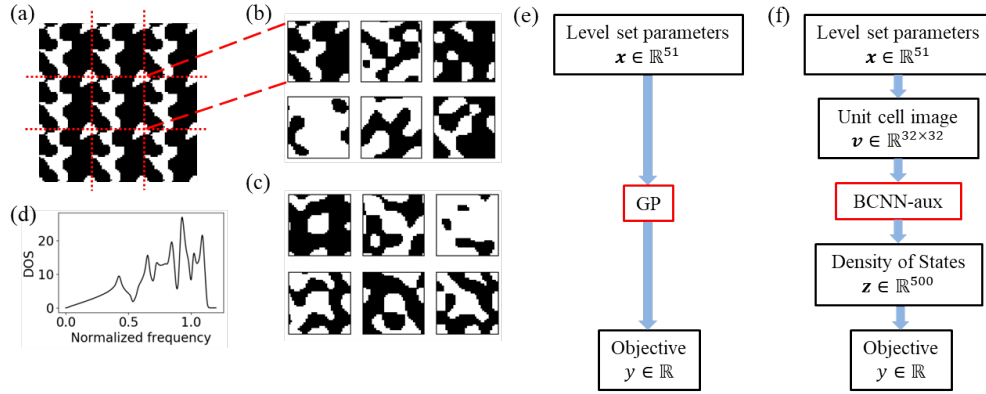 (a)
(b)
(c)
(d)
DOS
20
10
0
0.0 0.5 1.0
Normalized frequency
(e)
Level set parameters
x ∈ ℝ⁵¹
GP
Objective
y ∈ ℝ
(f)
Level set parameters
x ∈ ℝ⁵¹
Unit cell image
v ∈ ℝ³²ˣ³²
BCNN-aux
Density of States
z ∈ ℝ⁵⁰⁰
Objective
y ∈ ℝ